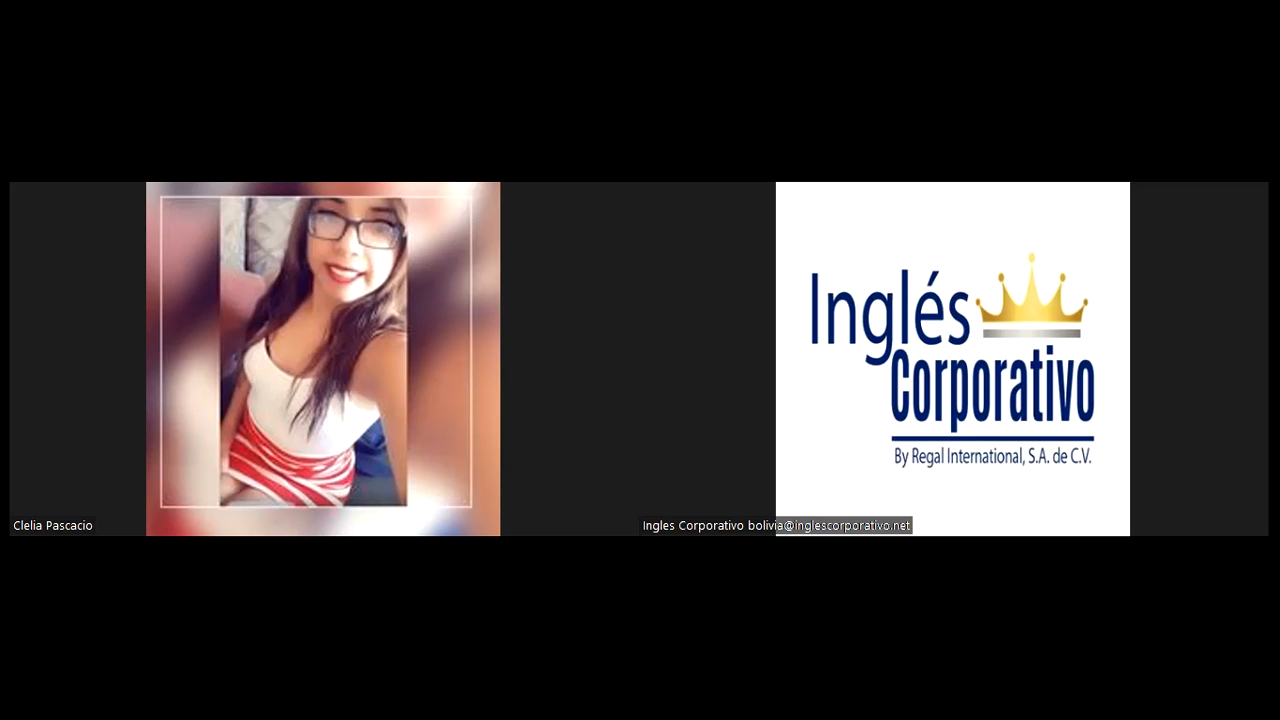 Inglés
Corporativo
By Regal International, S.A. de C.V.
Clelia Pascacio
Ingles Corporativo bolivia@inglescorporativo.net